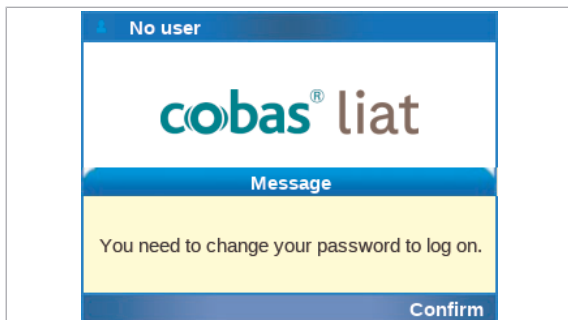 No user
cobas® liat
Message
You need to change your password to log on.
Confirm